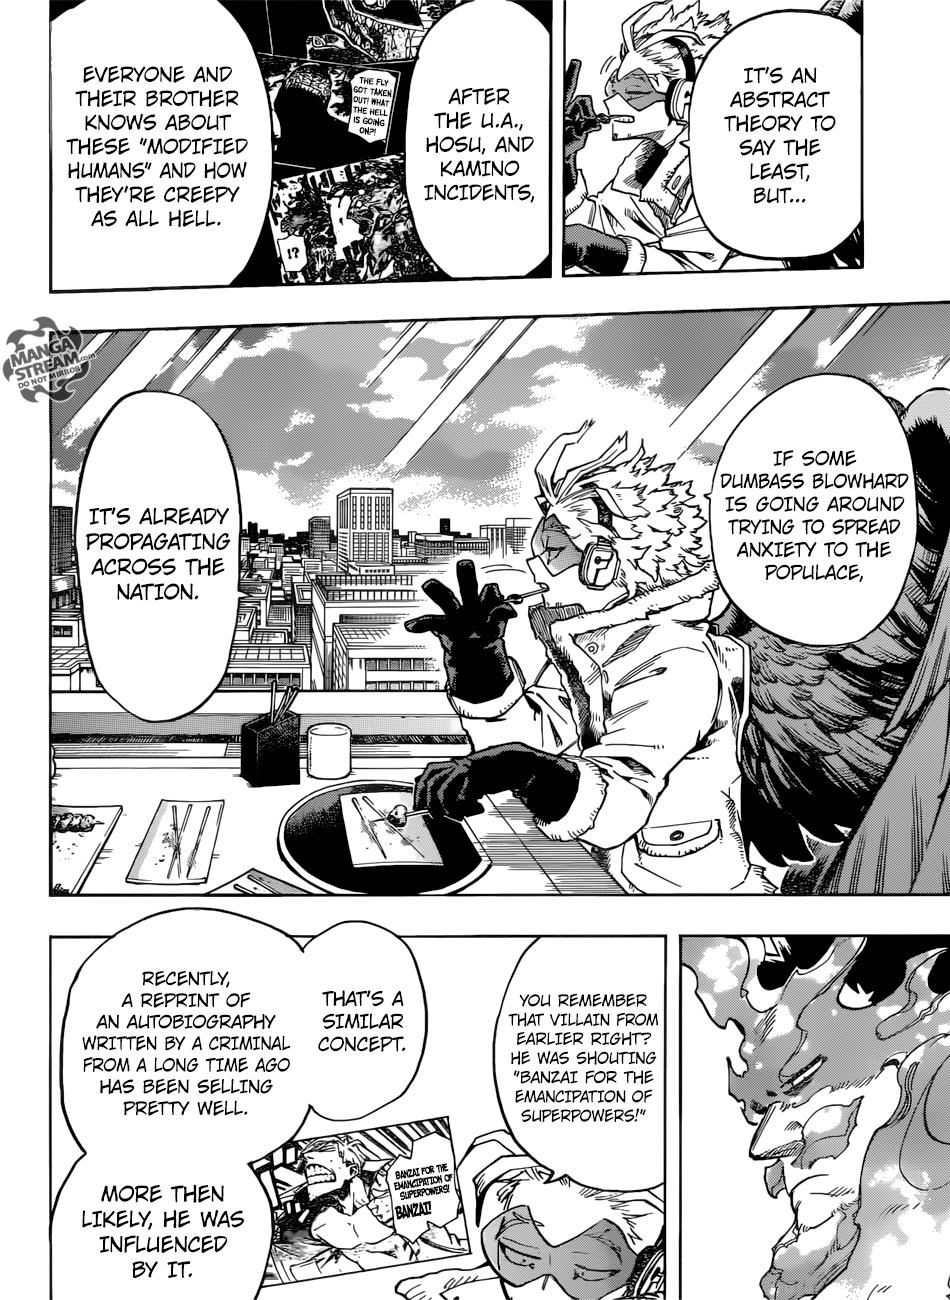 IT'S AN
ABSTRACT
THEORY TO
SAY THE
LEAST,
BUT...
AFTER
THE U.A.,
HOSU, AND
KAMINO
INCIDENTS,
THE FLY
GOT TAKEN
OUT! WHAT
THE HELL
IS GOING
ON?!
!?
EVERYONE AND
THEIR BROTHER
KNOWS ABOUT
THESE "MODIFIED
HUMANS" AND HOW
THEY'RE CREEPY
AS ALL HELL.
MANGA
STREAM.com
DO NOT MIRROR!
IF SOME
DUMBASS BLOWHARD
IS GOING AROUND
TRYING TO SPREAD
ANXIETY TO THE
POPULACE,
IT'S ALREADY
PROPAGATING
ACROSS THE
NATION.
YOU REMEMBER
THAT VILLAIN FROM
EARLIER RIGHT?
HE WAS SHOUTING
"BANZAI FOR THE
EMANCIPATION OF
SUPERPOWERS!"
THAT'S A
SIMILAR
CONCEPT.
BANZAI FOR THE
EMANCIPATION OF
SUPERPOWERS!
BANZAI!
RECENTLY,
A REPRINT OF
AN AUTOBIOGRAPHY
WRITTEN BY A CRIMINAL
FROM A LONG TIME AGO
HAS BEEN SELLING
PRETTY WELL.
MORE THEN
LIKELY, HE WAS
INFLUENCED
BY IT.